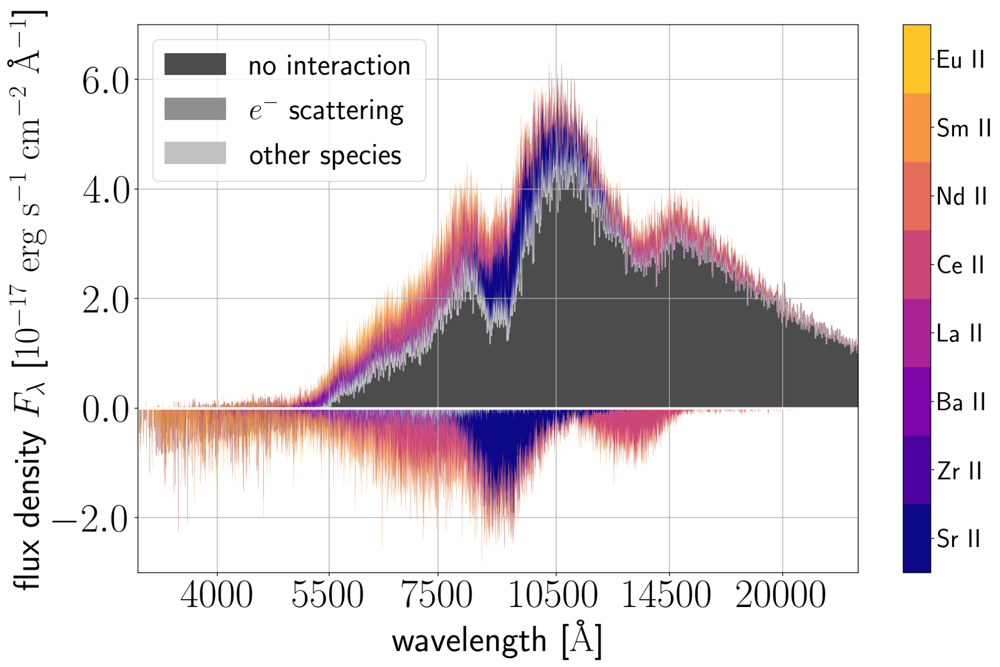 flux density F_λ [10^−17 erg s^−1 cm^−2 Å^−1]
6.0
4.0
2.0
0.0
−2.0
no interaction
e^− scattering
other species
4000 5500 7500 10500 14500 20000
wavelength [Å]
Eu II
Sm II
Nd II
Ce II
La II
Ba II
Zr II
Sr II